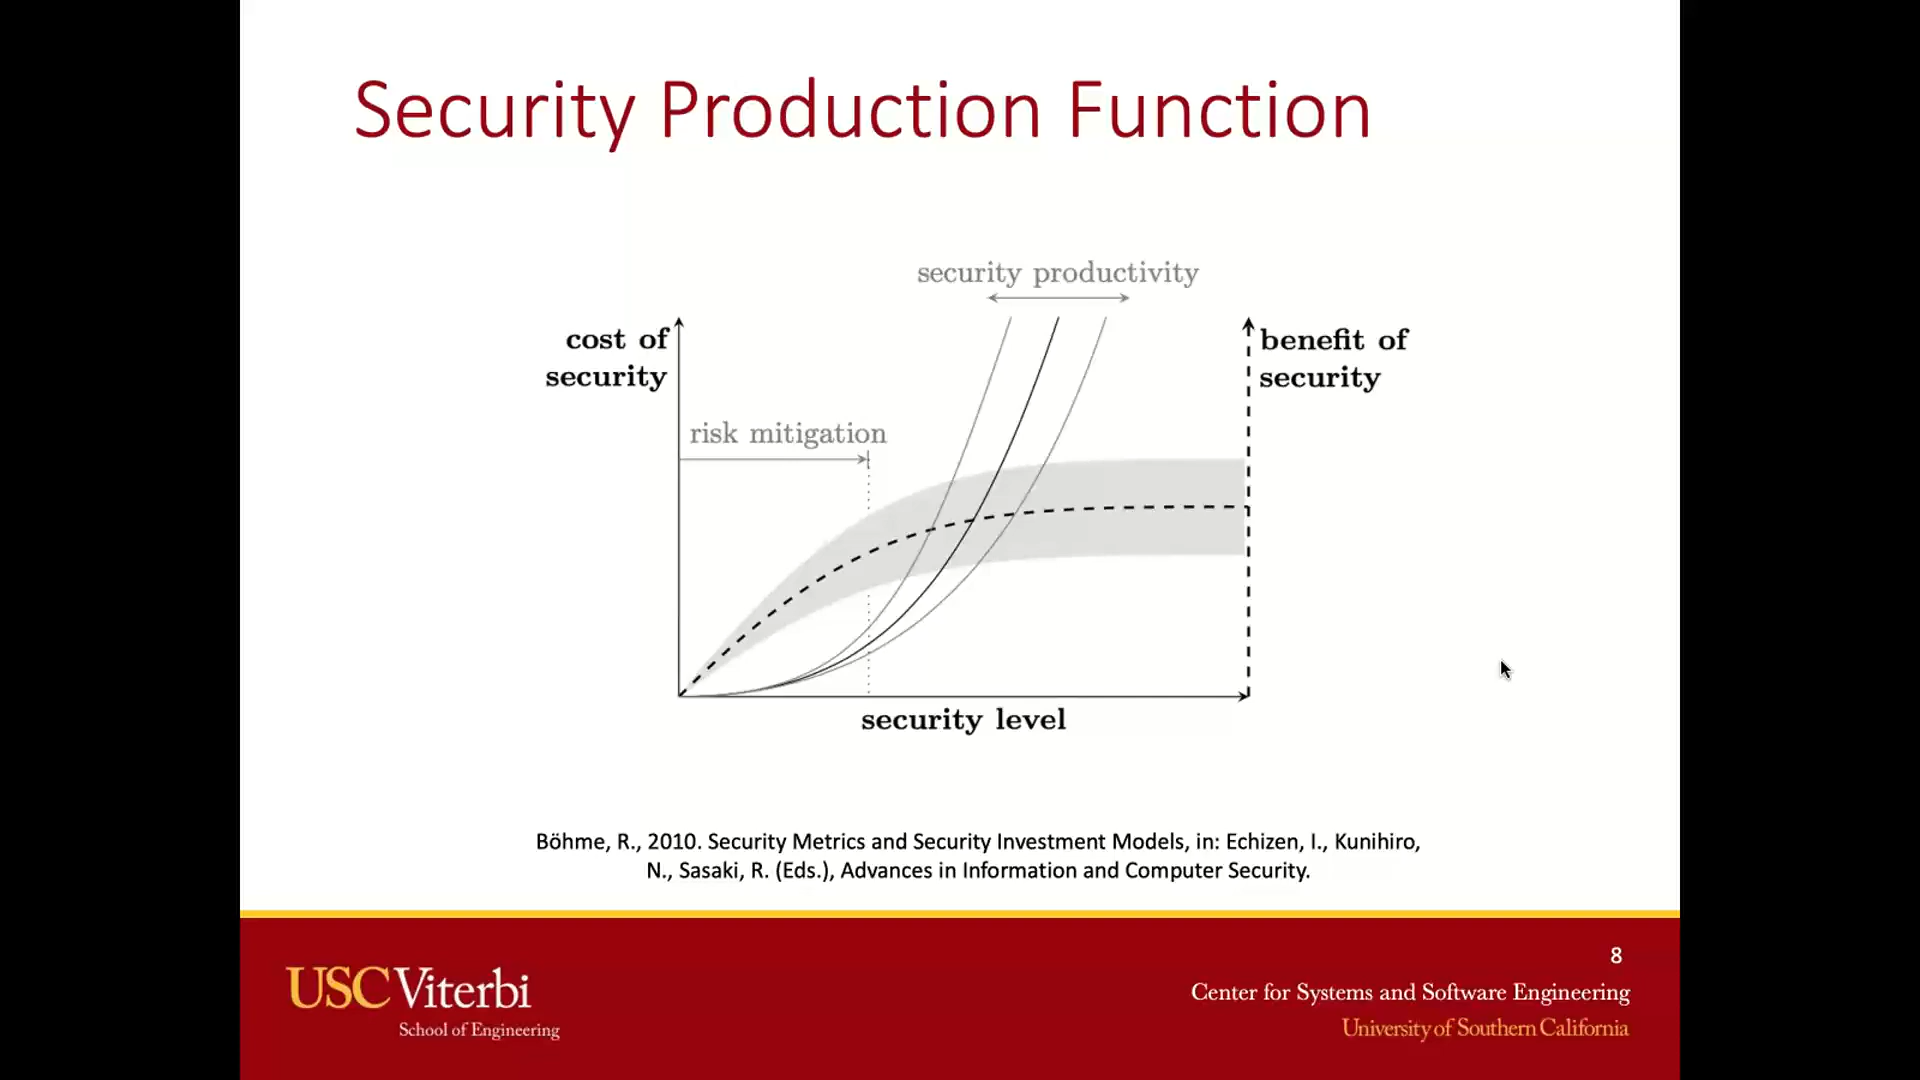 Security Production Function
security productivity
cost of
security
benefit of
security
risk mitigation
security level
Böhme, R., 2010. Security Metrics and Security Investment Models, in: Echizen, I., Kunihiro,
N., Sasaki, R. (Eds.), Advances in Information and Computer Security.
8
USC Viterbi
School of Engineering
Center for Systems and Software Engineering
University of Southern California